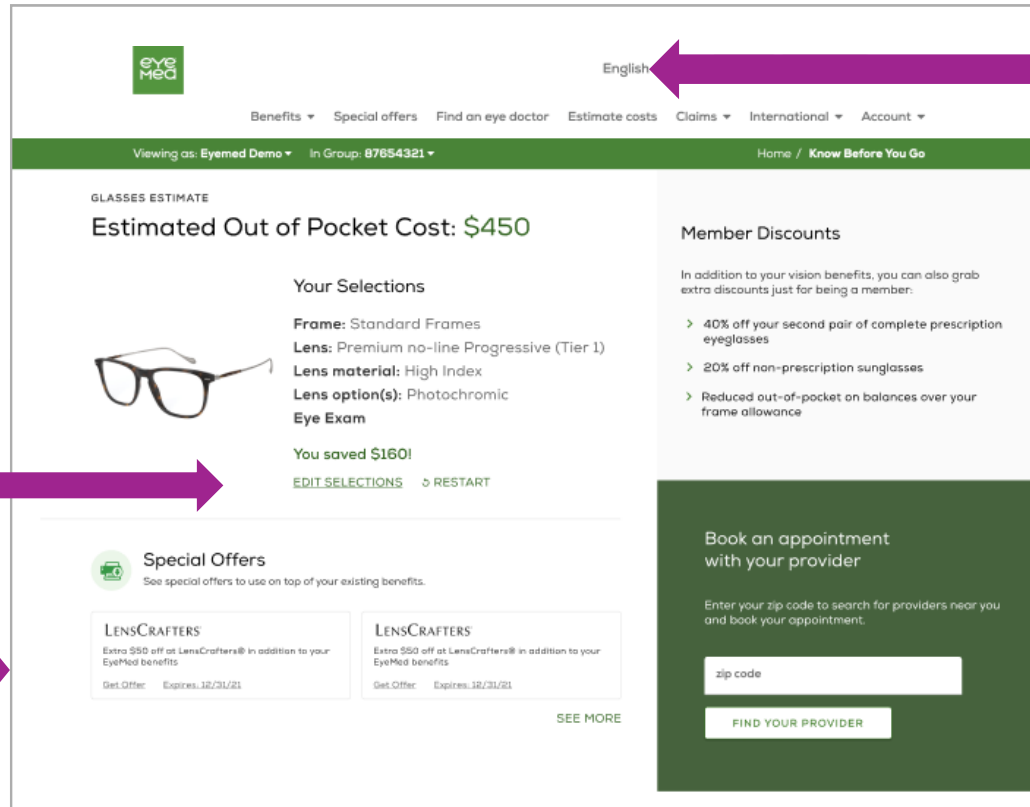 eye
Med
English
Benefits Special offers Find an eye doctor Estimate costs Claims International Account
Viewing as: Eyemed Demo In Group: 87654321
Home / Know Before You Go
GLASSES ESTIMATE
Estimated Out of Pocket Cost: $450
Your Selections
Frame: Standard Frames
Lens: Premium no-line Progressive (Tier 1)
Lens material: High Index
Lens option(s): Photochromic
Eye Exam
You saved $160!
EDIT SELECTIONS RESTART
Special Offers
See special offers to use on top of your existing benefits.
LENSCRAFTERS
Extra $50 off at LensCrafters® in addition to your
EyeMed benefits
Get Offer Expires: 12/31/21
LENSCRAFTERS
Extra $50 off at LensCrafters® in addition to your
EyeMed benefits
Get Offer Expires: 12/31/21
SEE MORE
Member Discounts
In addition to your vision benefits, you can also grab
extra discounts just for being a member:
40% off your second pair of complete prescription
eyeglasses
20% off non-prescription sunglasses
Reduced out-of-pocket on balances over your
frame allowance
Book an appointment
with your provider
Enter your zip code to search for providers near you
and book your appointment.
zip code
FIND YOUR PROVIDER